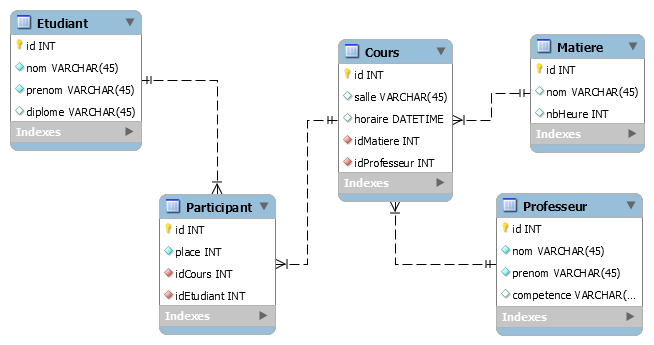 Etudiant
id INT
nom VARCHAR(45)
prenom VARCHAR(45)
diplome VARCHAR(45)
Indexes
Cours
id INT
salle VARCHAR(45)
horaire DATETIME
idMatiere INT
idProfesseur INT
Indexes
Matiere
id INT
nom VARCHAR(45)
nbHeure INT
Indexes
Participant
id INT
place INT
idCours INT
idEtudiant INT
Indexes
Professeur
id INT
nom VARCHAR(45)
prenom VARCHAR(45)
competence VARCHAR(...
Indexes